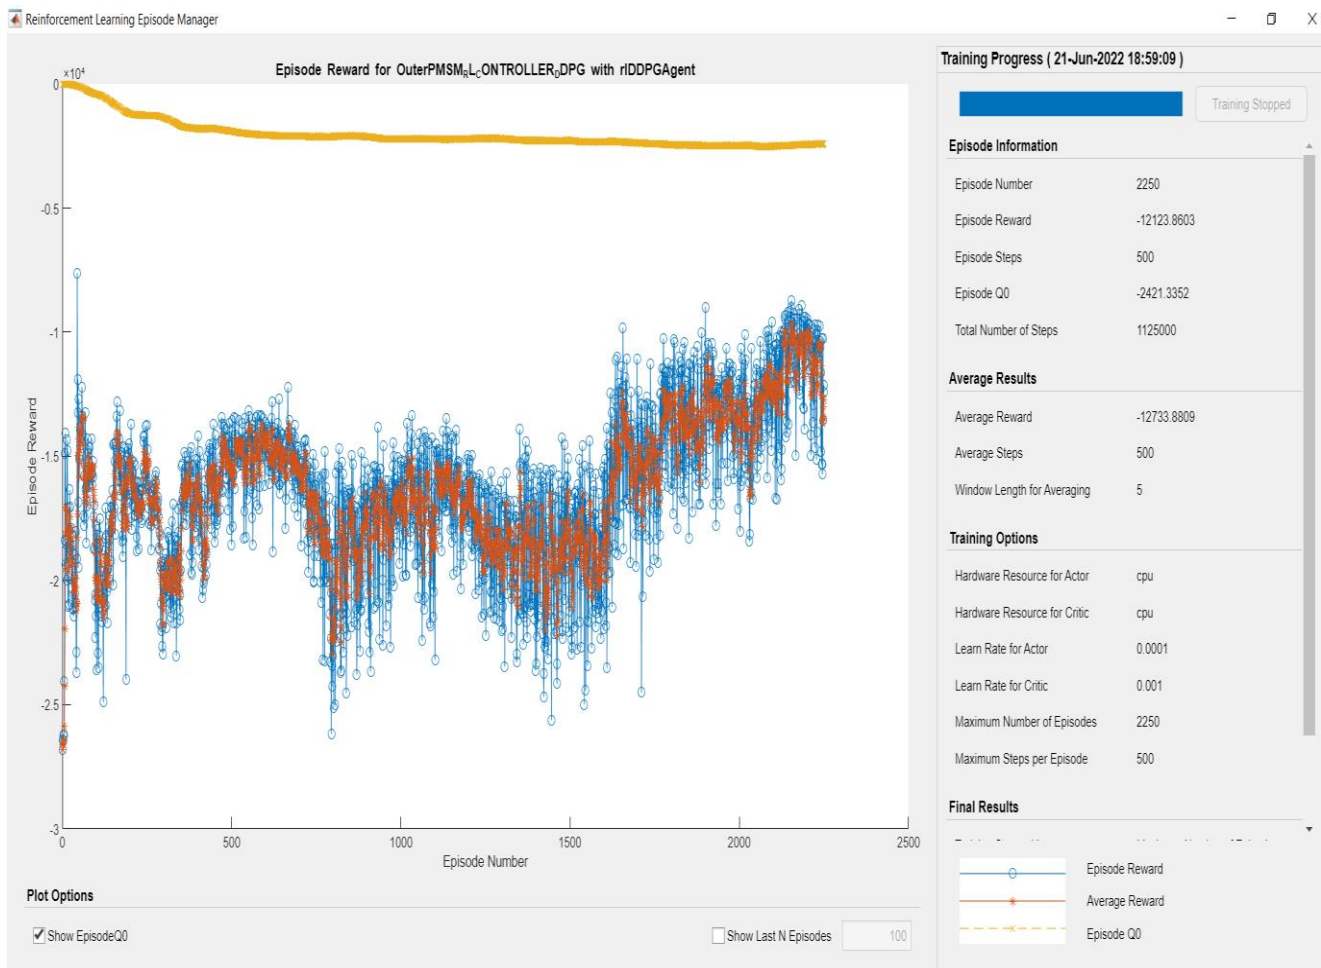 Reinforcement Learning Episode Manager
Episode Reward for OuterPMSM_RL_CONTROLLER_DDPG with rlDDPGAgent
×10⁴
0
-0.5
-1
-1.5
-2
-2.5
-3
Episode Reward
0 500 1000 1500 2000 2500
Episode Number
Plot Options
Show EpisodeQ0
Show Last N Episodes 100
Training Progress ( 21-Jun-2022 18:59:09 )
Training Stopped
Episode Information
Episode Number 2250
Episode Reward -12123.8603
Episode Steps 500
Episode Q0 -2421.3352
Total Number of Steps 1125000
Average Results
Average Reward -12733.8809
Average Steps 500
Window Length for Averaging 5
Training Options
Hardware Resource for Actor cpu
Hardware Resource for Critic cpu
Learn Rate for Actor 0.0001
Learn Rate for Critic 0.001
Maximum Number of Episodes 2250
Maximum Steps per Episode 500
Final Results
Episode Reward
Average Reward
Episode Q0